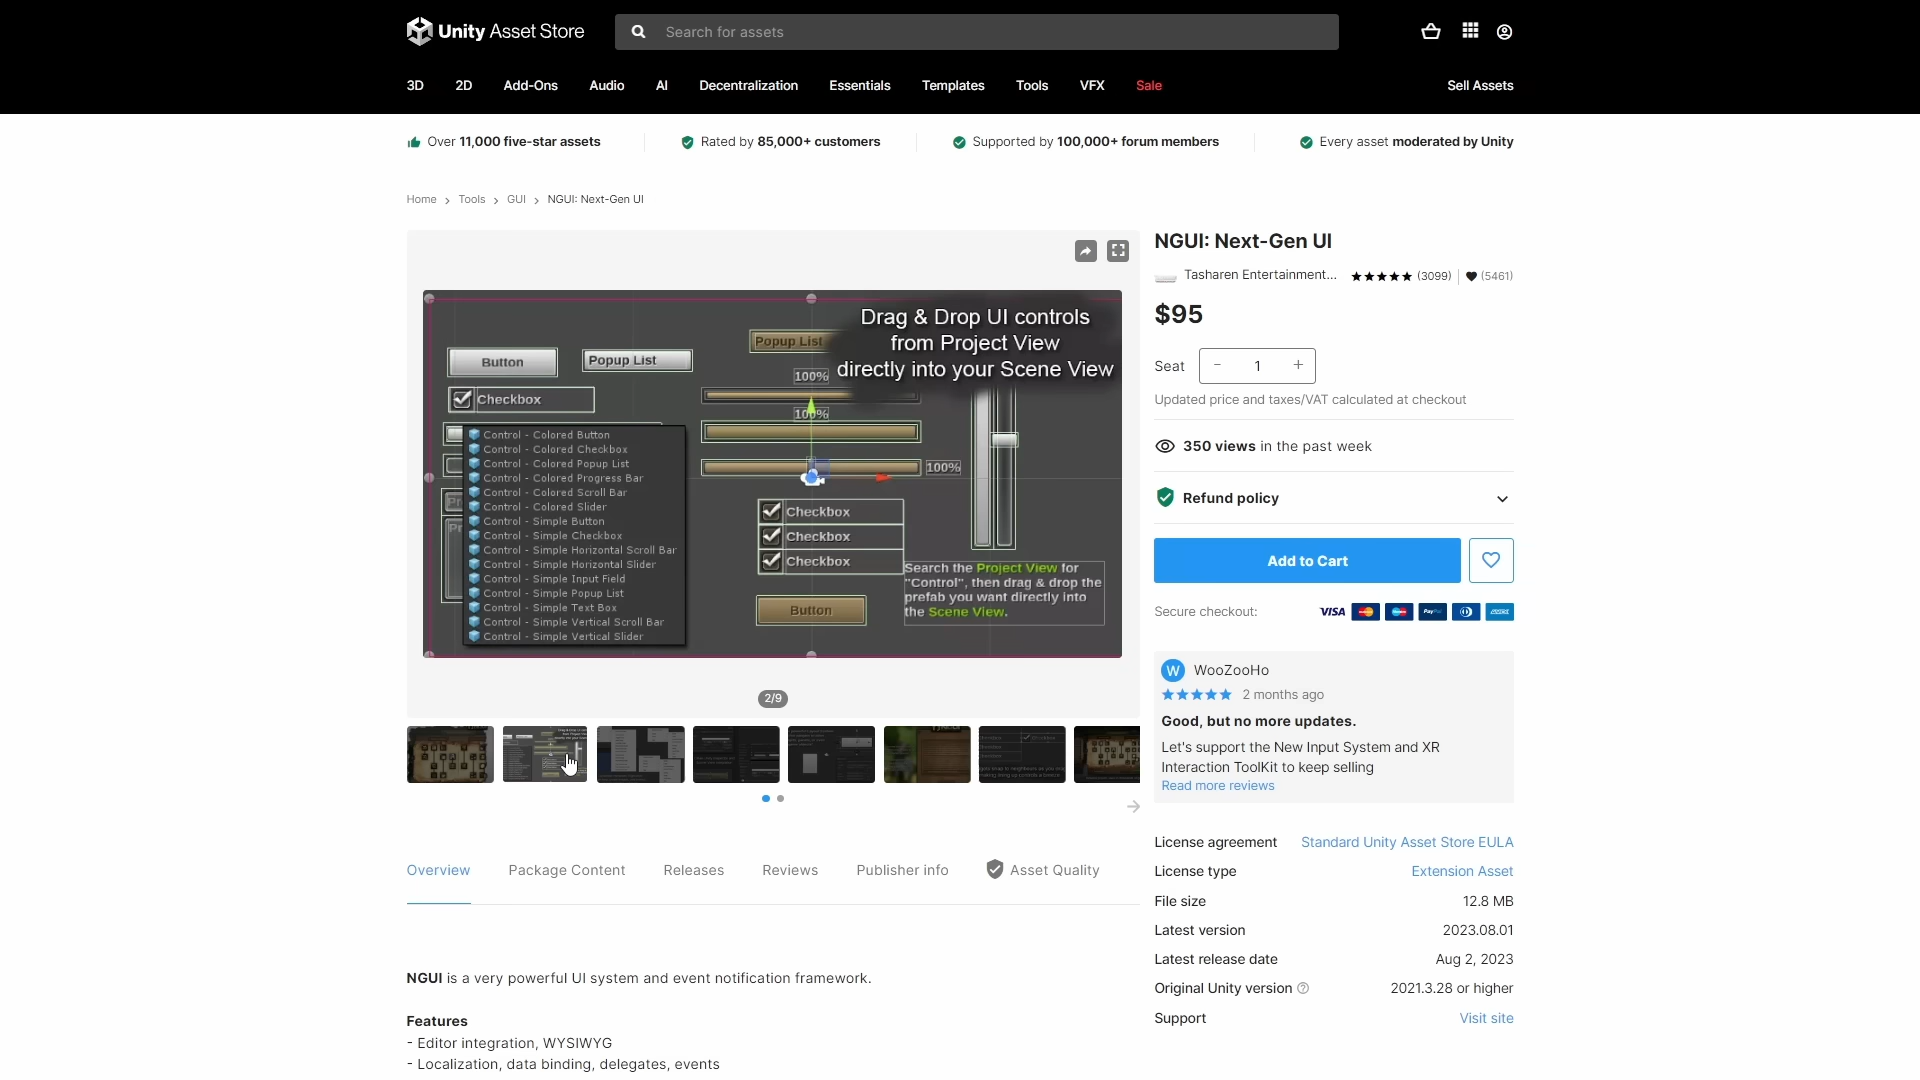 Unity Asset Store
Search for assets
3D 2D Add-Ons Audio AI Decentralization Essentials Templates Tools VFX Sale Sell Assets
Over 11,000 five-star assets Rated by 85,000+ customers Supported by 100,000+ forum members Every asset moderated by Unity
Home > Tools > GUI > NGUI: Next-Gen UI
Drag & Drop UI controls
from Project View
directly into your Scene View
Button
Popup List
Popup List
Checkbox
100%
100%
100%
Control - Colored Button
Control - Colored Checkbox
Control - Colored Popup List
Control - Colored Progress Bar
Control - Colored Scroll Bar
Control - Colored Slider
Control - Simple Button
Control - Simple Checkbox
Control - Simple Horizontal Scroll Bar
Control - Simple Horizontal Slider
Control - Simple Input Field
Control - Simple Popup List
Control - Simple Text Box
Control - Simple Vertical Scroll Bar
Control - Simple Vertical Slider
Checkbox
Checkbox
Checkbox
Button
Search the Project View for
"Control", then drag & drop the
prefab you want directly into
the Scene View.
2/9
Overview Package Content Releases Reviews Publisher info Asset Quality
NGUI is a very powerful UI system and event notification framework.
Features
- Editor integration, WYSIWYG
- Localization, data binding, delegates, events
NGUI: Next-Gen UI
Tasharen Entertainment... ★★★★★ (3099) | (5461)
$95
Seat - 1 +
Updated price and taxes/VAT calculated at checkout
350 views in the past week
Refund policy
Add to Cart
Secure checkout: VISA PayPal
W WooZooHo
★★★★★ 2 months ago
Good, but no more updates.
Let's support the New Input System and XR
Interaction ToolKit to keep selling
Read more reviews
License agreement Standard Unity Asset Store EULA
License type Extension Asset
File size 12.8 MB
Latest version 2023.08.01
Latest release date Aug 2, 2023
Original Unity version 2021.3.28 or higher
Support Visit site